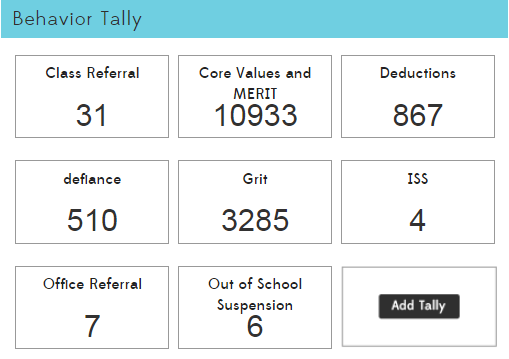 Behavior Tally
Class Referral
31
Core Values and
MERIT
10933
Deductions
867
defiance
510
Grit
3285
ISS
4
Office Referral
7
Out of School
Suspension
6
Add Tally